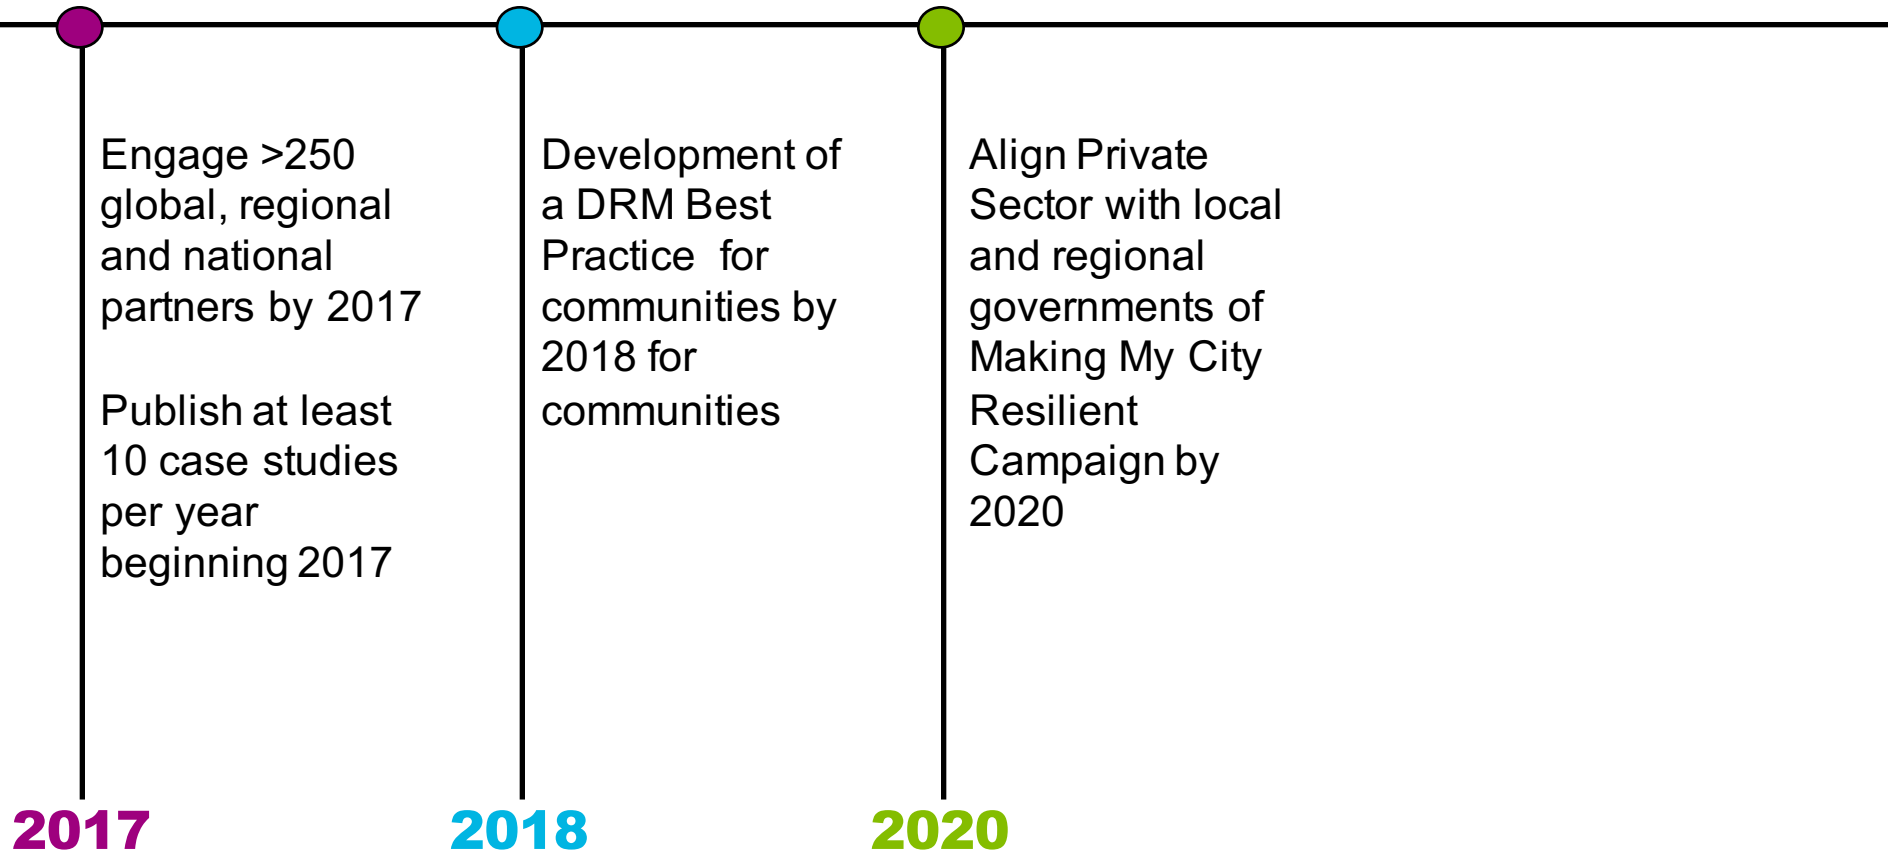 Engage >250
global, regional
and national
partners by 2017
Publish at least
10 case studies
per year
beginning 2017
Development of
a DRM Best
Practice for
communities by
2018 for
communities
Align Private
Sector with local
and regional
governments of
Making My City
Resilient
Campaign by
2020
2017
2018
2020